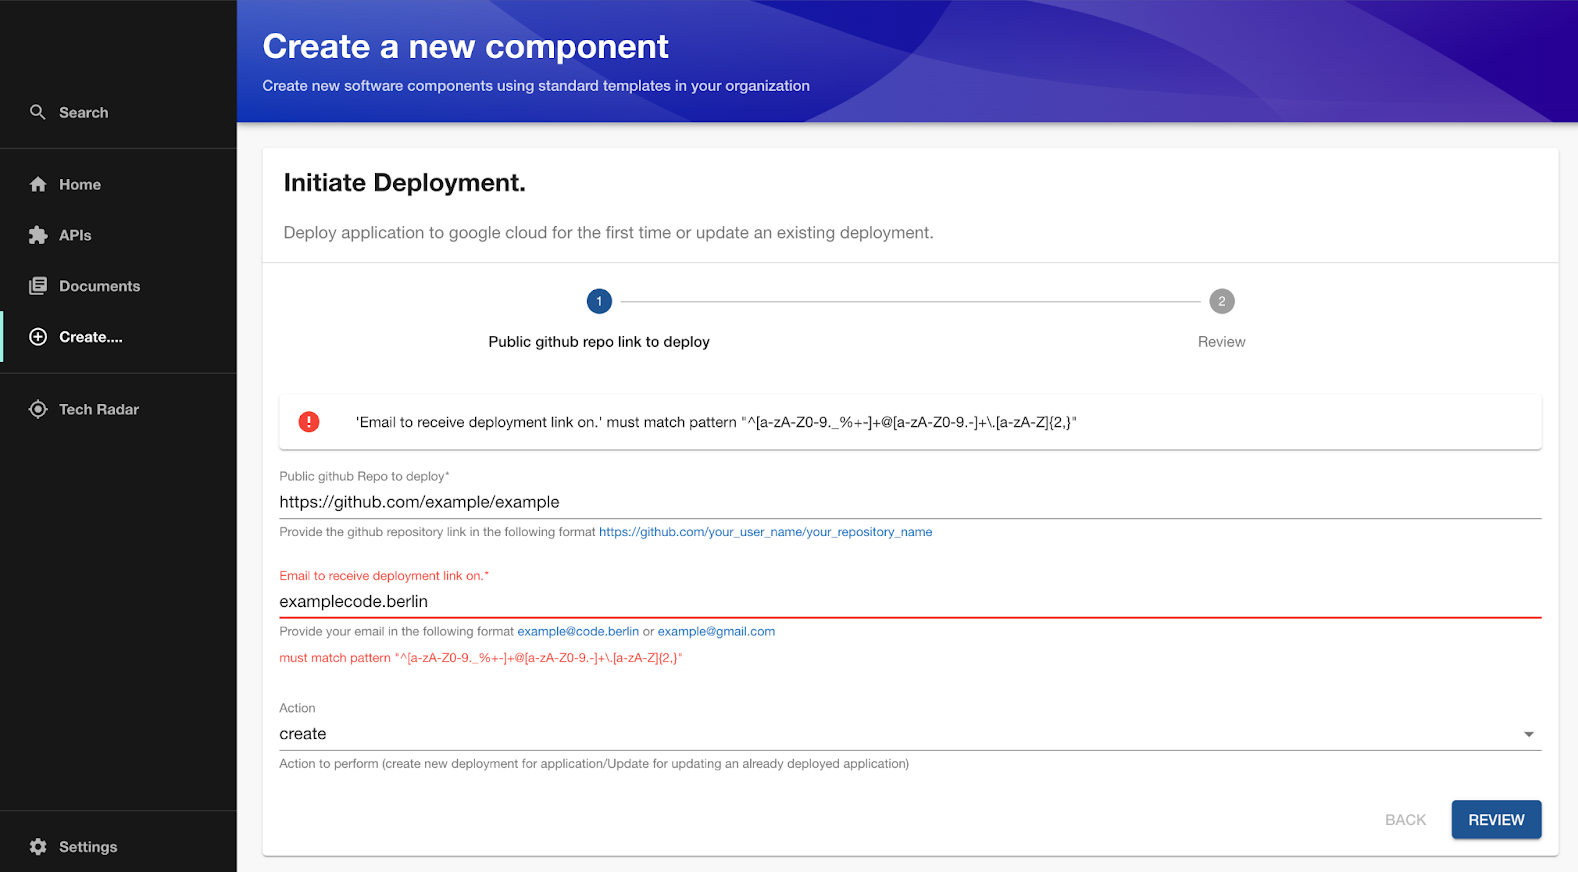 Create a new component
Create new software components using standard templates in your organization
Search
Home
APIs
Documents
Create....
Tech Radar
Settings
Initiate Deployment.
Deploy application to google cloud for the first time or update an existing deployment.
1
2
Public github repo link to deploy
Review
'Email to receive deployment link on.' must match pattern "^[a-zA-Z0-9._%+-]+@[a-zA-Z0-9.-]+\.[a-zA-Z]{2,}"
Public github Repo to deploy*
https://github.com/example/example
Provide the github repository link in the following format https://github.com/your_user_name/your_repository_name
Email to receive deployment link on.*
examplecode.berlin
Provide your email in the following format example@code.berlin or example@gmail.com
must match pattern "^[a-zA-Z0-9._%+-]+@[a-zA-Z0-9.-]+\.[a-zA-Z]{2,}"
Action
create
Action to perform (create new deployment for application/Update for updating an already deployed application)
BACK
REVIEW